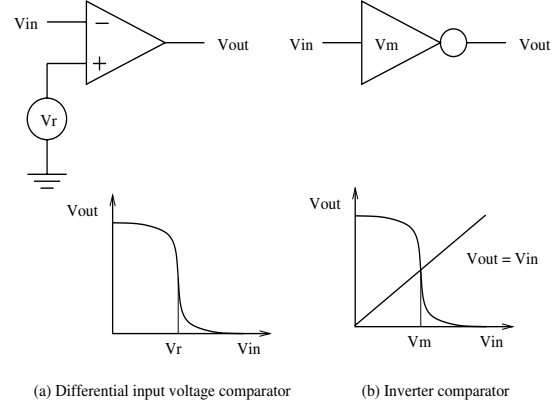 Vin
−
+
Vout
Vr
Vin
Vm
Vout
Vout
Vr
Vin
Vout
Vout = Vin
Vm
Vin
(a) Differential input voltage comparator
(b) Inverter comparator